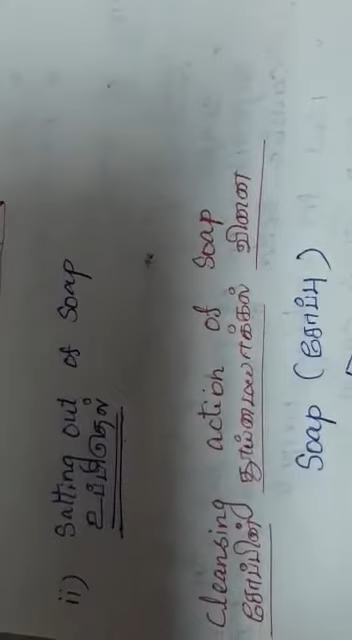 ii) Salting out of Soap
உப்பிடுதல்
Cleansing action of Soap
சோப்பின் தூய்மையாக்கல் வினை
Soap (சோப்பு)